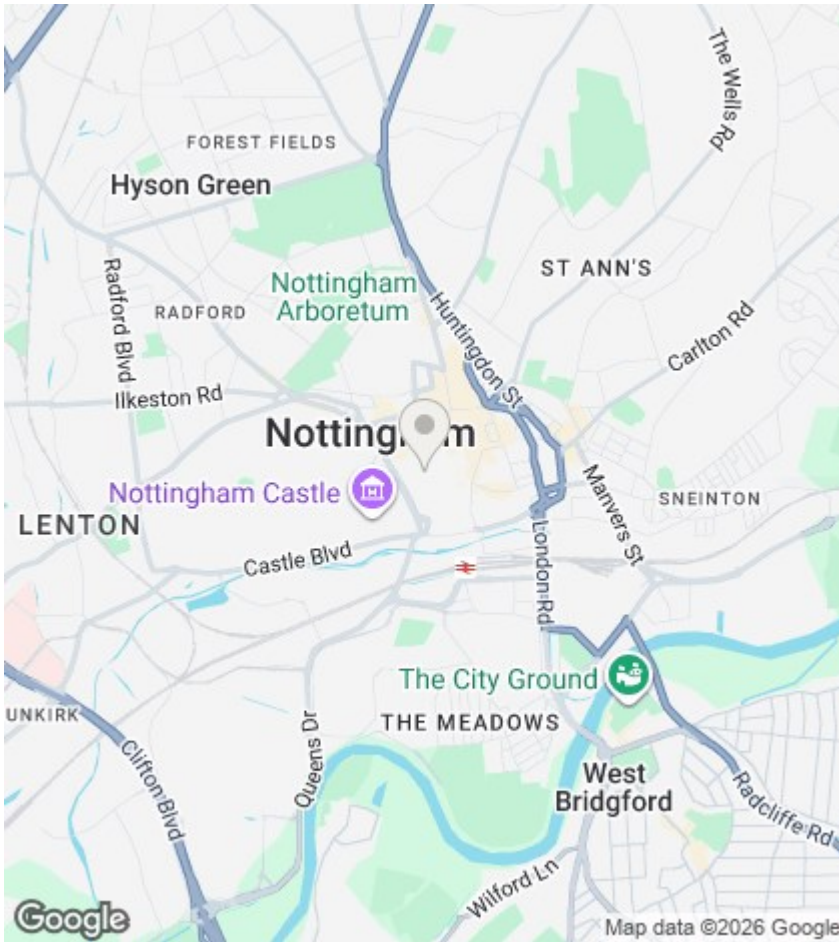 The Wells Rd
FOREST FIELDS
Hyson Green
ST ANN'S
Nottingham
Arboretum
Huntingdon St
RADFORD
Radford Blvd
Carlton Rd
Ilkeston Rd
Nottingham
Nottingham Castle
Manvers St
SNEINTON
LENTON
Castle Blvd
London Rd
The City Ground
UNKIRK
THE MEADOWS
Queens Dr
Clifton Blvd
West
Bridgford
Radcliffe Rd
Wilford Ln
Google
Map data ©2026 Google